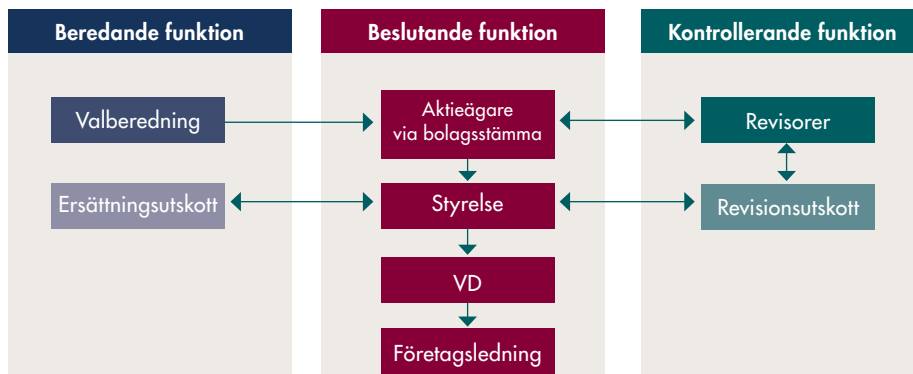 Beredande funktion
Valberedning
Ersättningsutskott
Beslutande funktion
Aktieägare
via bolagsstämma
Styrelse
VD
Företagsledning
Kontrollerande funktion
Revisorer
Revisionsutskott